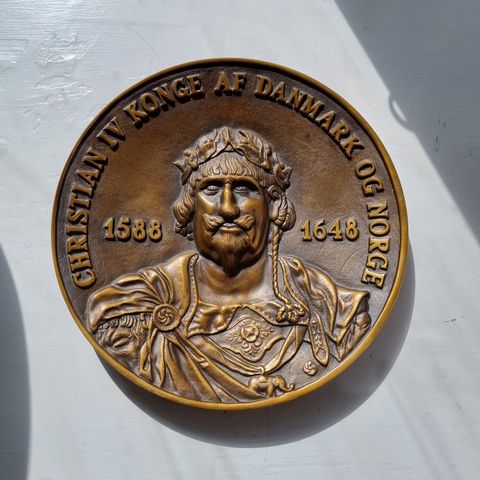 CHRISTIAN IV KONGE AF DANMARK OG NORGE
1588 1648